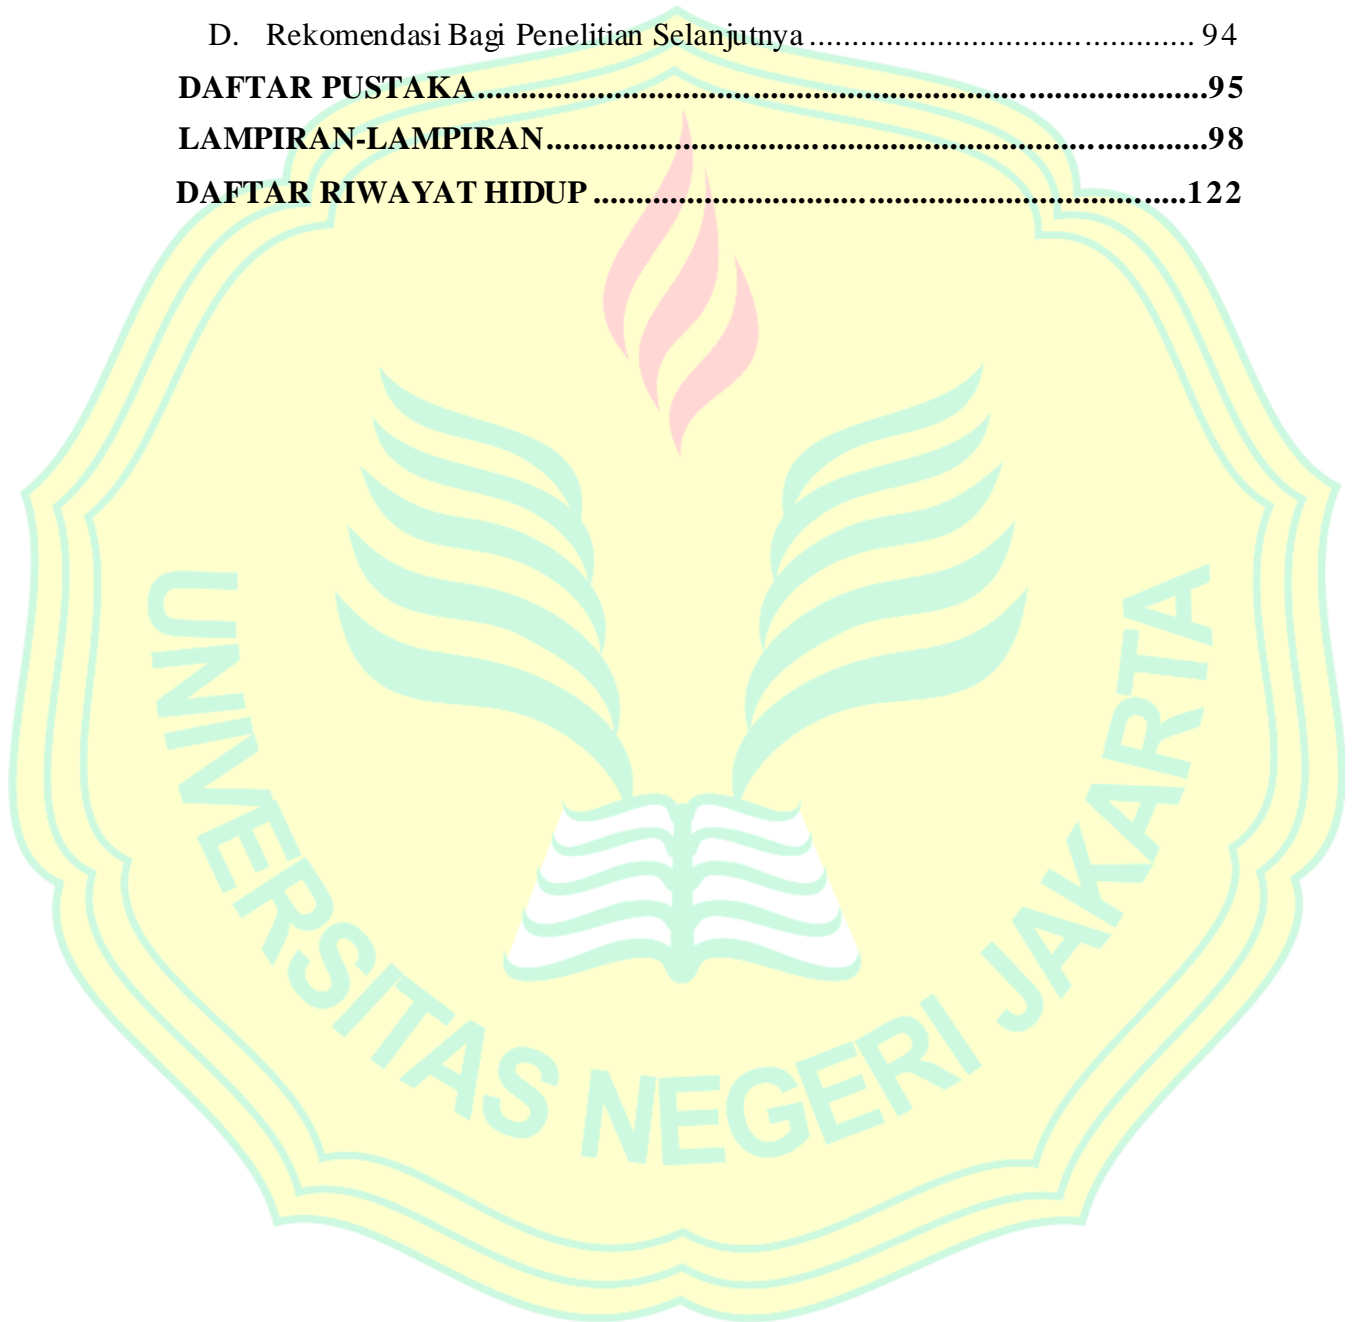 D. Rekomendasi Bagi Penelitian Selanjutnya ............................................. 94
DAFTAR PUSTAKA......................................................................................95
LAMPIRAN-LAMPIRAN..............................................................................98
DAFTAR RIWAYAT HIDUP ......................................................................122
UNIVERSITAS NEGERI JAKARTA